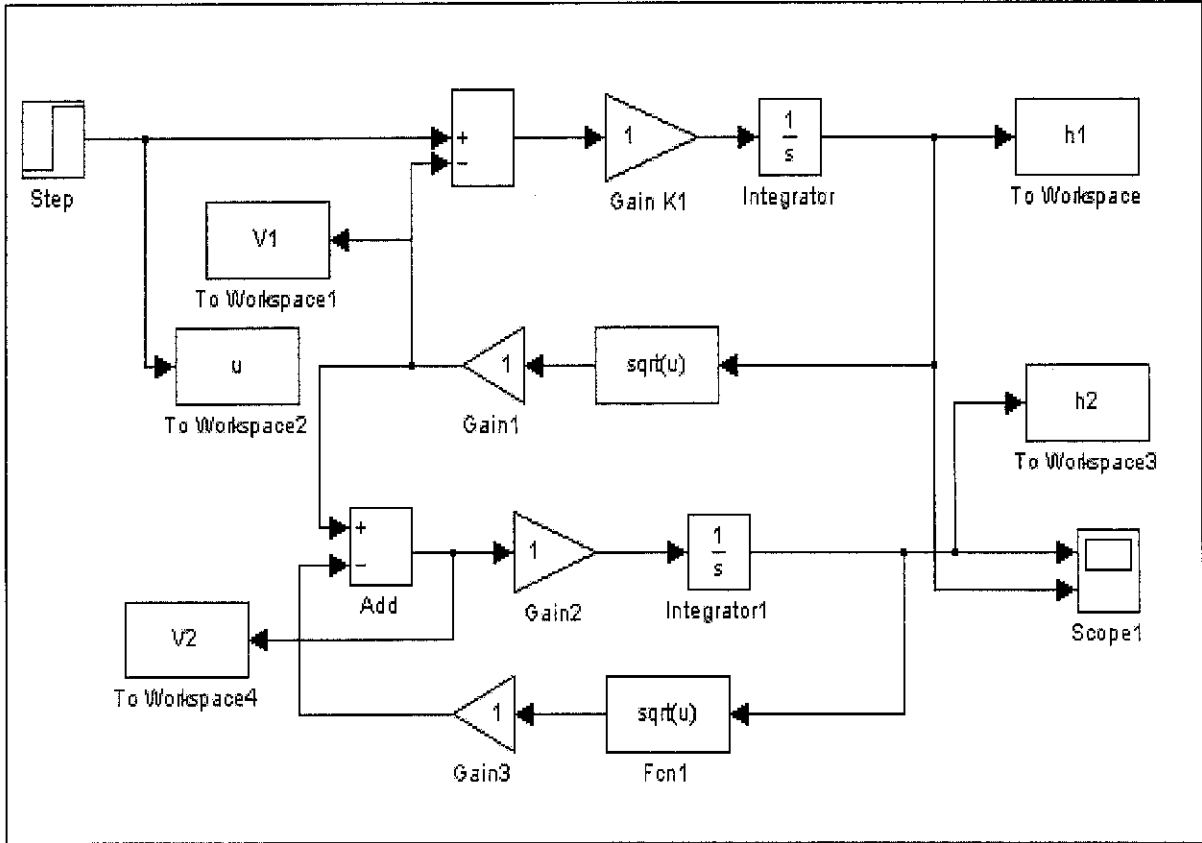 Step
+
−
1
Gain K1
1
s
Integrator
h1
To Workspace
V1
To Workspace1
u
To Workspace2
1
Gain1
sqrt(u)
h2
To Workspace3
+
−
Add
1
Gain2
1
s
Integrator1
Scope1
V2
To Workspace4
1
Gain3
sqrt(u)
Fcn1